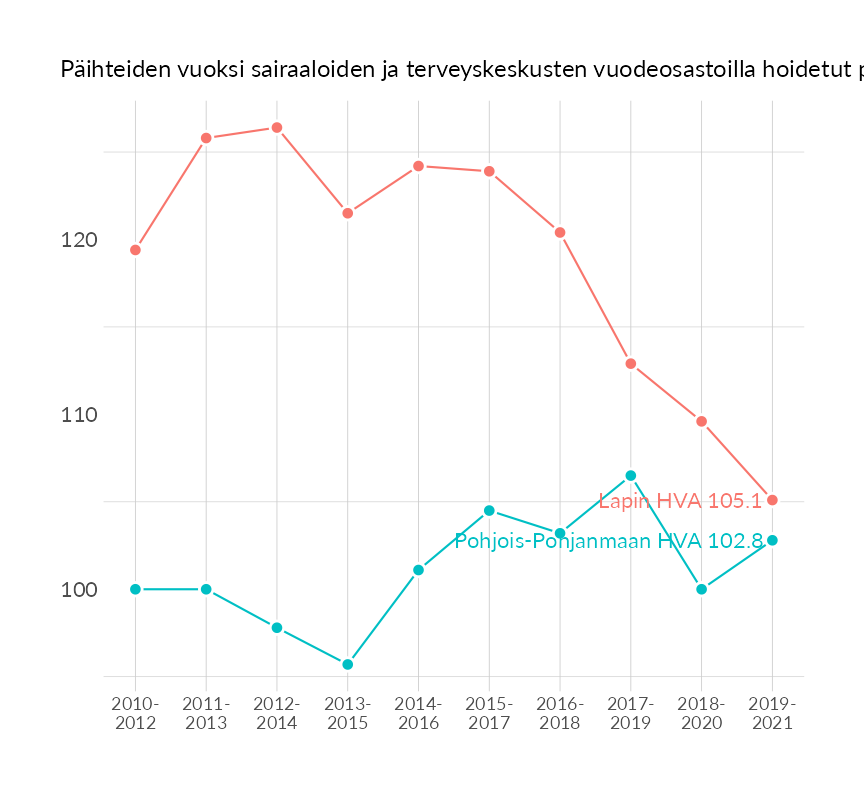 Päihteiden vuoksi sairaaloiden ja terveyskeskusten vuodeosastoilla hoidetut
120
110
100
Lapin HVA 105.1
Pohjois-Pohjanmaan HVA 102.8
2010- 2011- 2012- 2013- 2014- 2015- 2016- 2017- 2018- 2019-
2012 2013 2014 2015 2016 2017 2018 2019 2020 2021